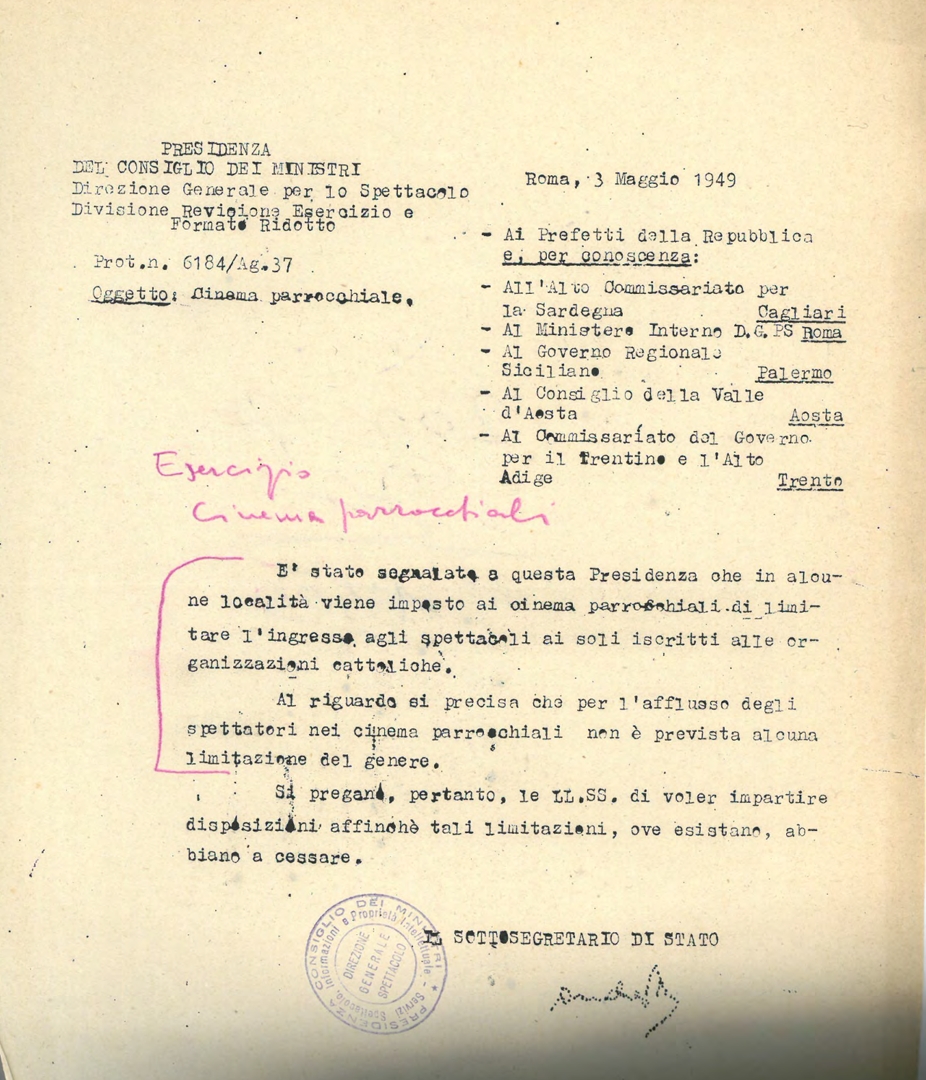 PRESIDENZA
DEL CONSIGLIO DEI MINISTRI
Direzione Generale per lo Spettacolo
Divisione Revisione Esercizio e
Formato Ridotto
Prot.n. 6184/Ag.37
Oggetto: Cinema parrocchiale.
Roma, 3 Maggio 1949
- Ai Prefetti della Repubblica
e, per conoscenza:
- All'Alto Commissariato per
la Sardegna Cagliari
- Al Ministero Interno D.G.PS Roma
- Al Governo Regionale
Siciliano Palermo
- Al Consiglio della Valle
d'Aosta Aosta
- Al Commissariato del Governo
per il Trentino e l'Alto
Adige Trento
Esercizio
Cinema parrocchiali
E' stato segnalato a questa Presidenza che in alcu-
ne località viene imposto ai cinema parrocchiali di limi-
tare l'ingresso agli spettacoli ai soli iscritti alle or-
ganizzazioni cattoliche.
Al riguardo si precisa che per l'afflusso degli
spettatori nei cinema parrocchiali non è prevista alcuna
limitazione del genere.
Si pregano, pertanto, le LL.SS. di voler impartire
disposizioni affinchè tali limitazioni, ove esistano, ab-
biano a cessare.
IL SOTTOSEGRETARIO DI STATO
PRESIDENZA CONSIGLIO DEI MINISTRI
Servizi Spettacolo, Informazioni e Proprietà Intellettuale
DIREZIONE
GENERALE
SPETTACOLO